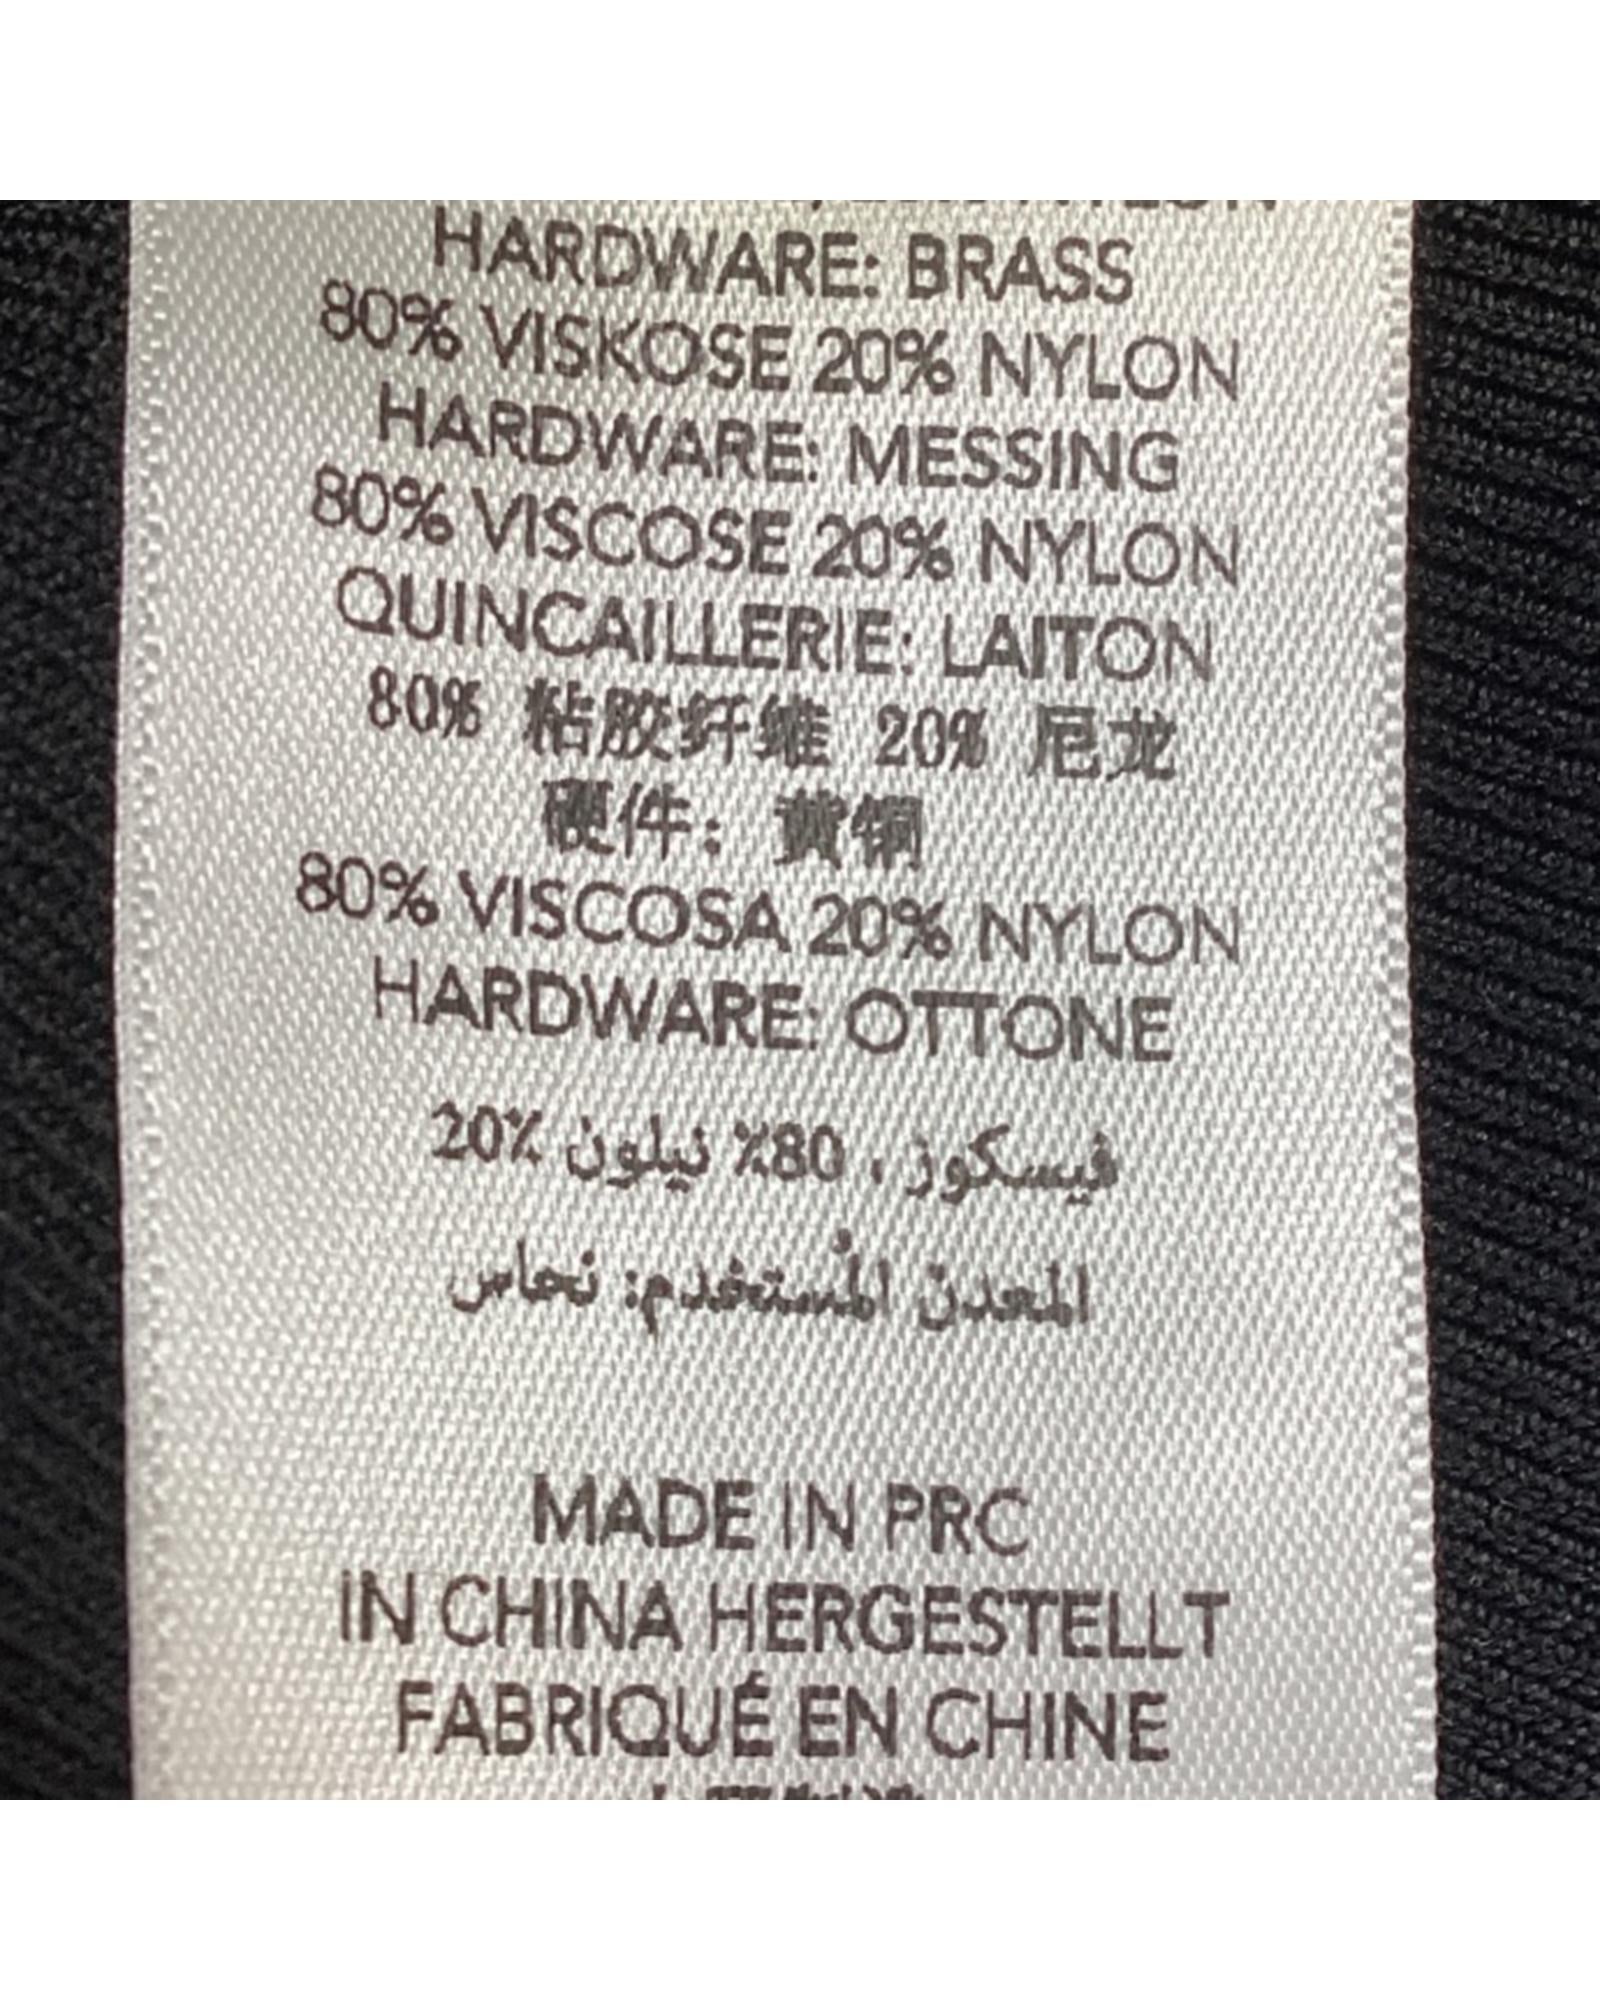 HARDWARE: BRASS
80% VISKOSE 20% NYLON
HARDWARE: MESSING
80% VISCOSE 20% NYLON
QUINCAILLERIE: LAITON
80% 粘胶纤维 20% 尼龙
硬件: 黄铜
80% VISCOSA 20% NYLON
HARDWARE: OTTONE
فيسكوز، 80% نيلون 20%
المعدن المُستخدم: نحاس
MADE IN PRC
IN CHINA HERGESTELLT
FABRIQUÉ EN CHINE